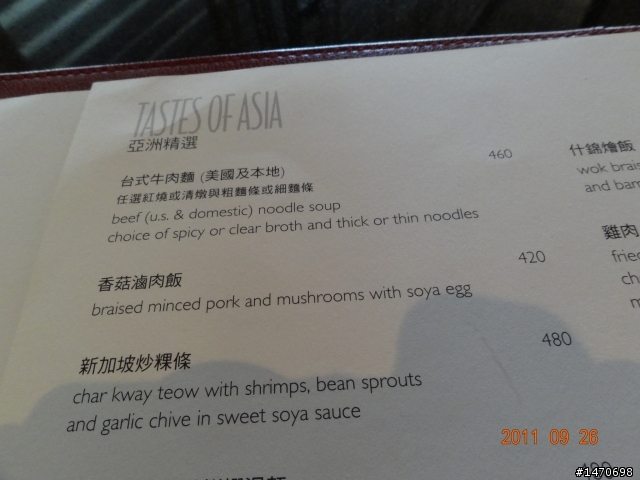 TASTES OF ASIA
亞洲精選
台式牛肉麵 (美國及本地) 460
任選紅燒或清燉與粗麵條或細麵條
beef (u.s. & domestic) noodle soup
choice of spicy or clear broth and thick or thin noodles
香菇滷肉飯 420
braised minced pork and mushrooms with soya egg
新加坡炒粿條 480
char kway teow with shrimps, bean sprouts
and garlic chive in sweet soya sauce
什錦燴飯
wok brais
and bam
雞肉
fried
2011 09 26
#1470698